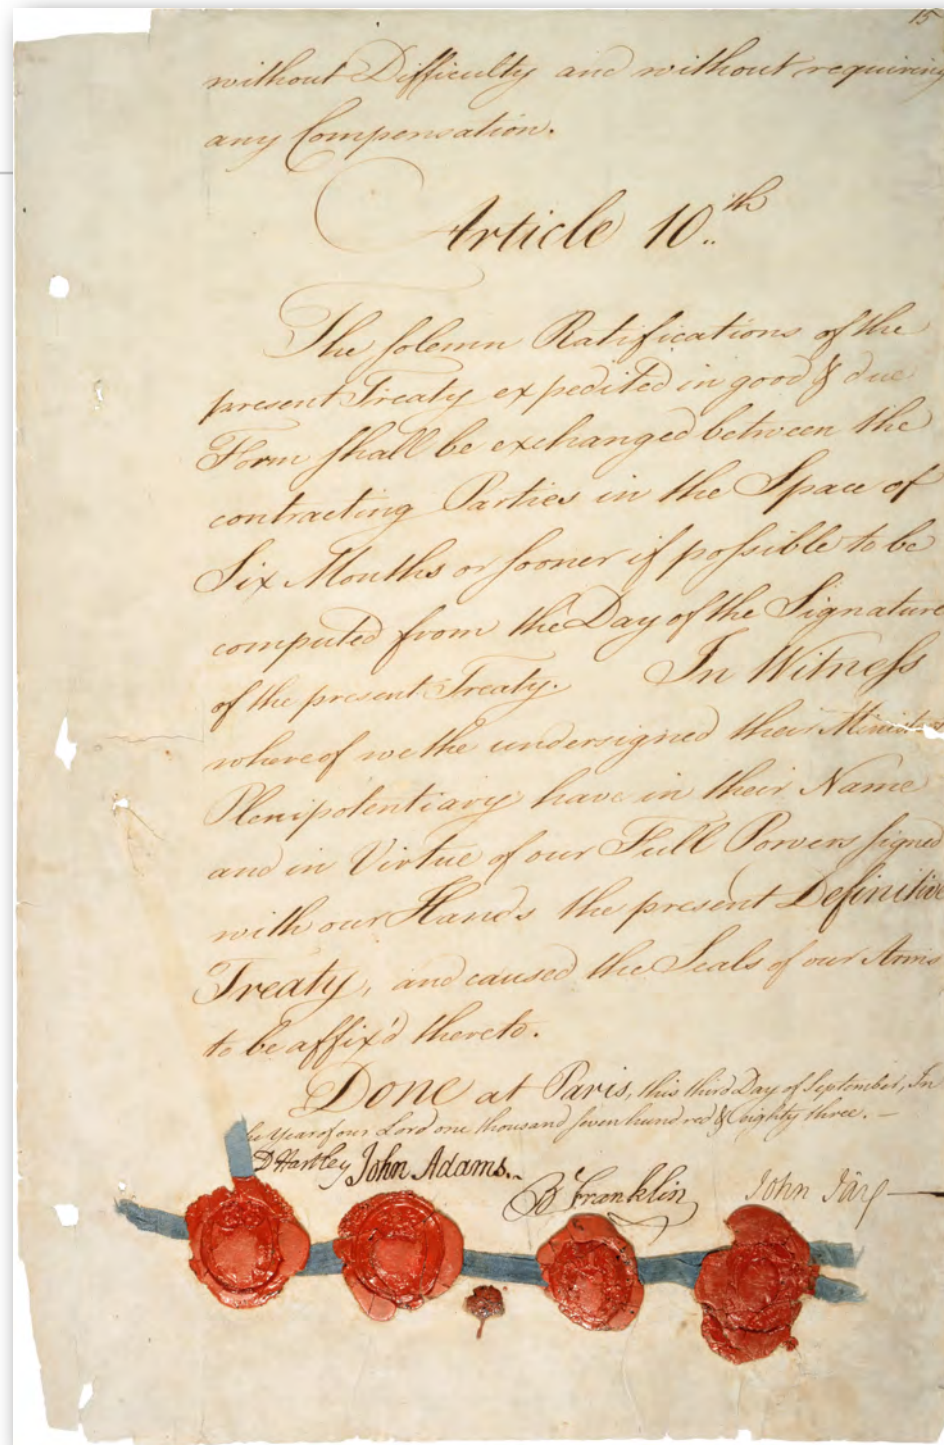 15
without Difficulty and without requiring
any Compensation.
Article 10.th
The solemn Ratifications of the
present Treaty expedited in good & due
Form shall be exchanged between the
contracting Parties in the Space of
Six Months or sooner if possible to be
computed from the Day of the Signature
of the present Treaty. In Witness
whereof we the undersigned their Ministers
Plenipotentiary have in their Name
and in Virtue of our Full Powers signed
with our Hands the present Definitive
Treaty, and caused the Seals of our Arms
to be affix'd thereto.
Done at Paris, this third Day of September, In
the Year of our Lord one thousand seven hundred & eighty three.—
D Hartley John Adams. B Franklin John Jay—